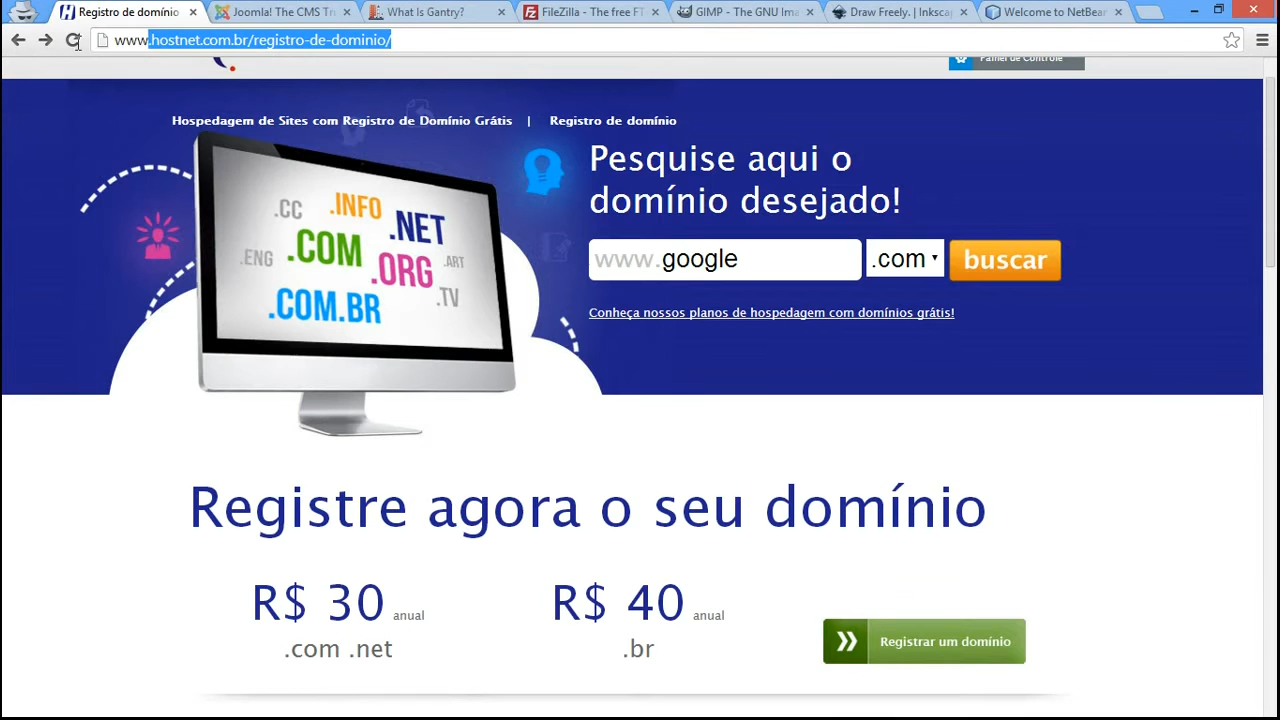 Registro de domínio
Joomla! The CMS Tru
What Is Gantry?
FileZilla - The free FT
GIMP - The GNU Ima
Draw Freely. | Inksca
Welcome to NetBean
www.hostnet.com.br/registro-de-dominio/
Painel de Controle
Hospedagem de Sites com Registro de Domínio Grátis | Registro de domínio
Pesquise aqui o
domínio desejado!
.CC
.INFO
.NET
.ENG
.COM
.ORG
.ART
.TV
.COM.BR
www.google
.com
buscar
Conheça nossos planos de hospedagem com domínios grátis!
Registre agora o seu domínio
R$ 30 anual
.com .net
R$ 40 anual
.br
Registrar um domínio